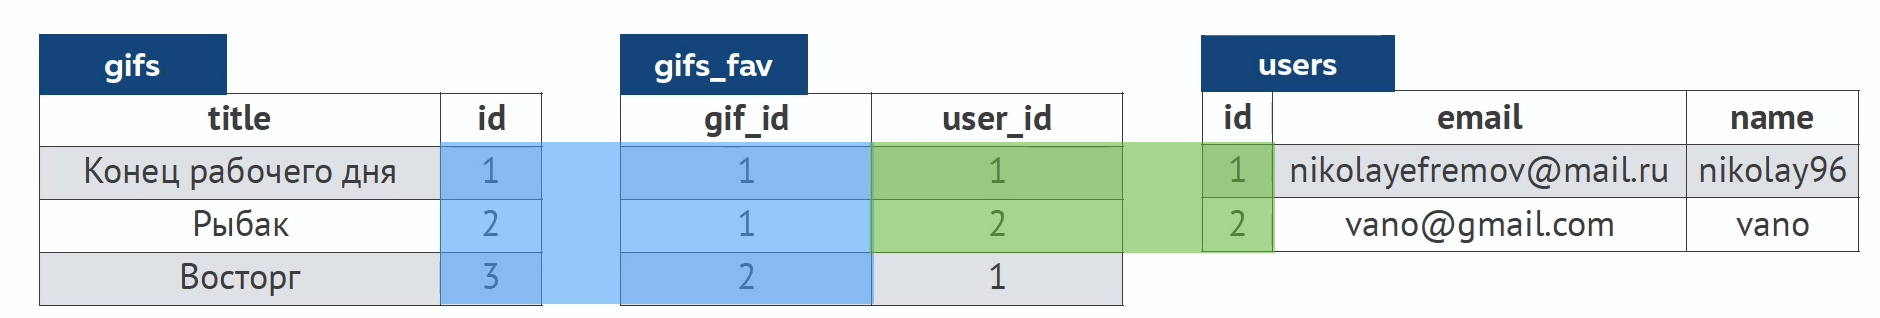 gifs gifs_fav users
title id gif_id user_id id email name
Конец рабочего дня 1 1 1 1 nikolayefremov@mail.ru nikolay96
Рыбак 2 1 2 2 vano@gmail.com vano
Восторг 3 2 1